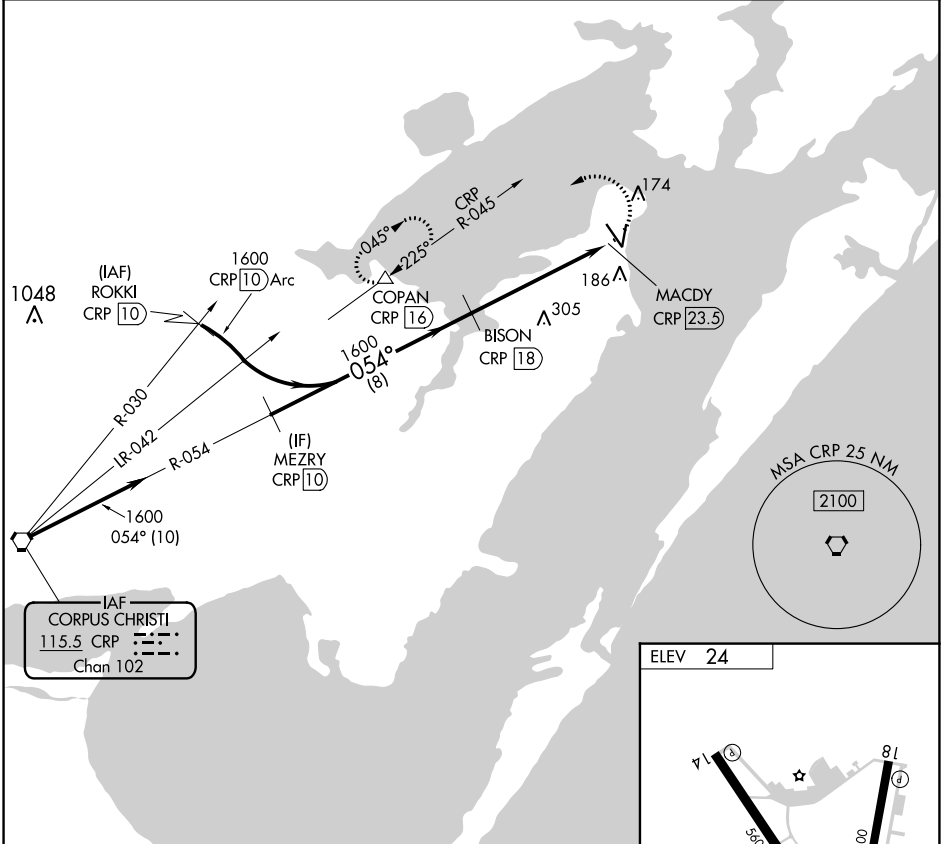 174
CRP
R-045
045°
225°
1600
CRP 10 Arc
(IAF)
ROKKI
CRP 10
1048
COPAN
CRP 16
186
MACDY
CRP 23.5
305
BISON
CRP 18
1600
054°
(8)
R-030
LR-042
R-054
(IF)
MEZRY
CRP 10
MSA CRP 25 NM
2100
1600
054° (10)
IAF
CORPUS CHRISTI
115.5 CRP
Chan 102
ELEV 24
14
P
18
P